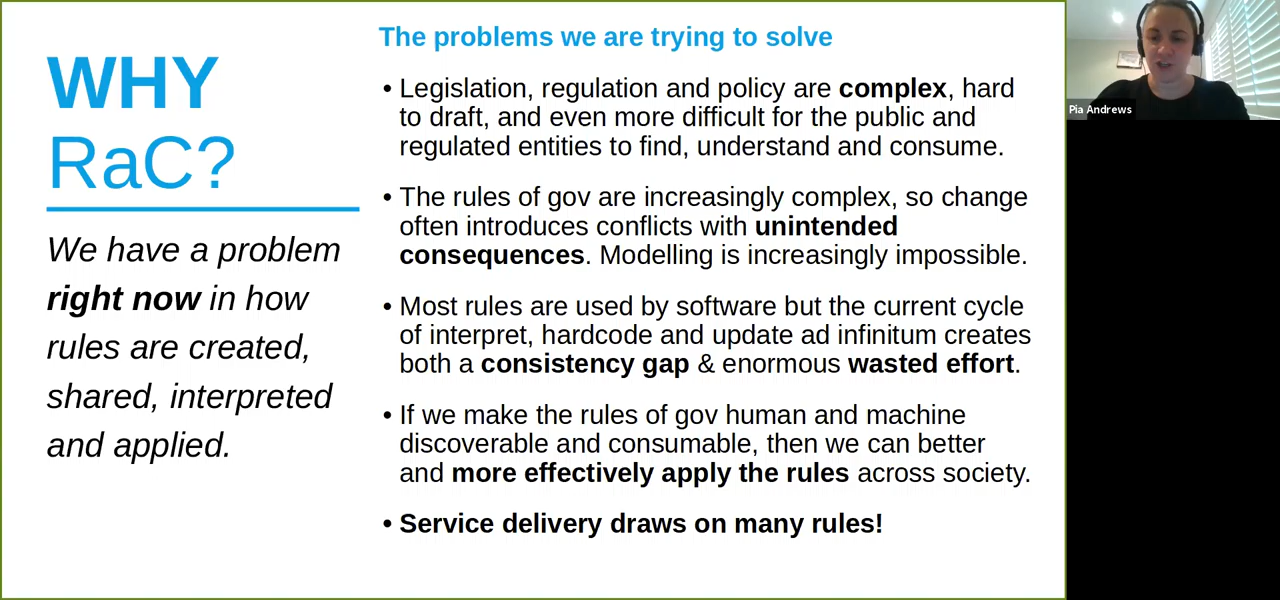 WHY
RaC?
We have a problem
right now in how
rules are created,
shared, interpreted
and applied.
The problems we are trying to solve
• Legislation, regulation and policy are complex, hard
to draft, and even more difficult for the public and
regulated entities to find, understand and consume.
• The rules of gov are increasingly complex, so change
often introduces conflicts with unintended
consequences. Modelling is increasingly impossible.
• Most rules are used by software but the current cycle
of interpret, hardcode and update ad infinitum creates
both a consistency gap & enormous wasted effort.
• If we make the rules of gov human and machine
discoverable and consumable, then we can better
and more effectively apply the rules across society.
• Service delivery draws on many rules!
Pia Andrews